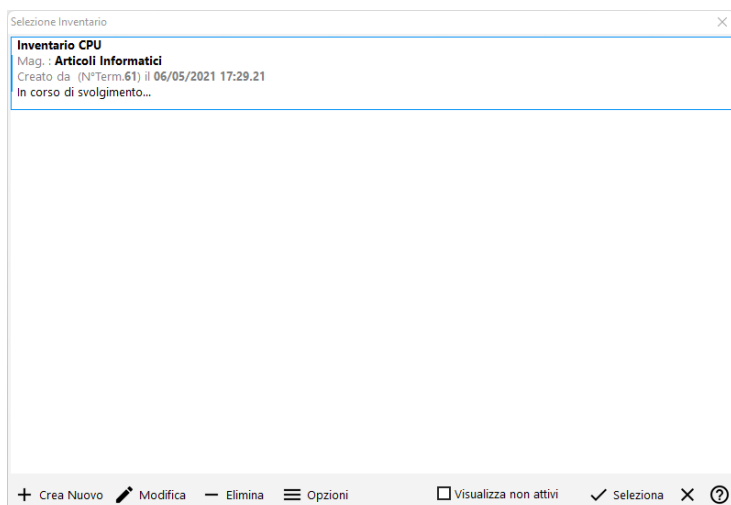 Selezione Inventario
Inventario CPU
Mag. : Articoli Informatici
Creato da (N°Term.61) il 06/05/2021 17:29.21
In corso di svolgimento...
Crea Nuovo Modifica Elimina Opzioni Visualizza non attivi Seleziona